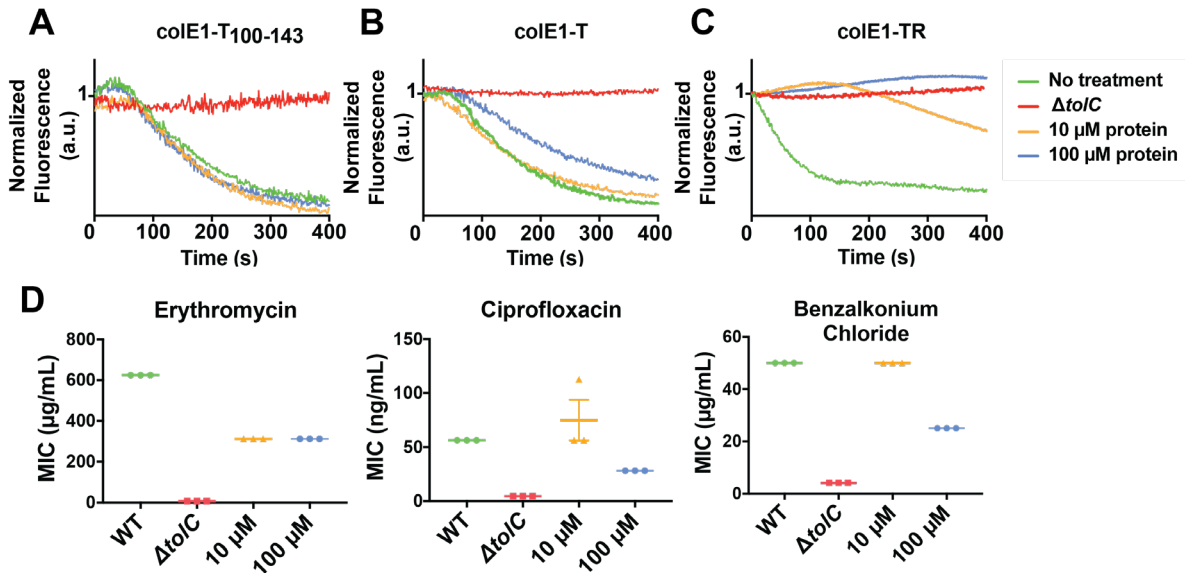 A
colE1-T100-143
B
colE1-T
C
colE1-TR
Normalized
Fluorescence
(a.u.)
1
0 100 200 300 400
Time (s)
Normalized
Fluorescence
(a.u.)
1
0 100 200 300 400
Time (s)
Normalized
Fluorescence
(a.u.)
1
0 100 200 300 400
Time (s)
No treatment
ΔtolC
10 µM protein
100 µM protein
D
Erythromycin
MIC (µg/mL)
800
600
400
200
0
WT ΔtolC 10 µM 100 µM
Ciprofloxacin
MIC (ng/mL)
150
100
50
0
WT ΔtolC 10 µM 100 µM
Benzalkonium
Chloride
MIC (µg/mL)
60
40
20
0
WT ΔtolC 10 µM 100 µM